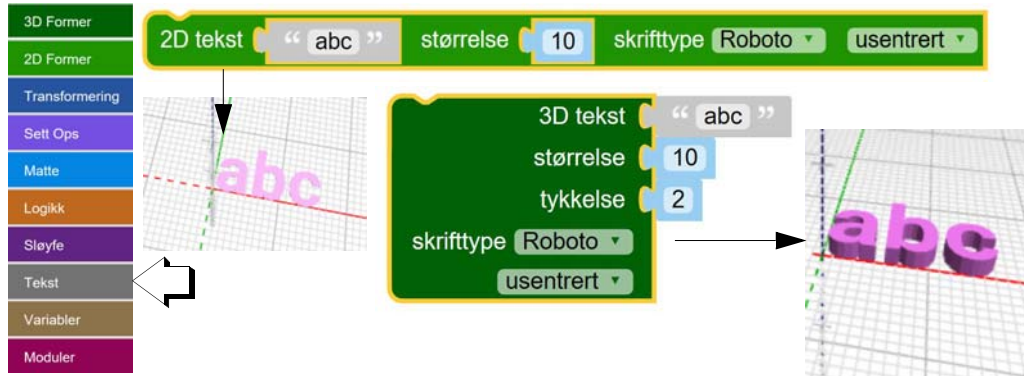 3D Former
2D Former
Transformering
Sett Ops
Matte
Logikk
Sløyfe
Tekst
Variabler
Moduler
2D tekst “ abc ” størrelse 10 skrifttype Roboto ▾ usentrert ▾
abc
3D tekst “ abc ”
størrelse 10
tykkelse 2
skrifttype Roboto ▾
usentrert ▾
abc